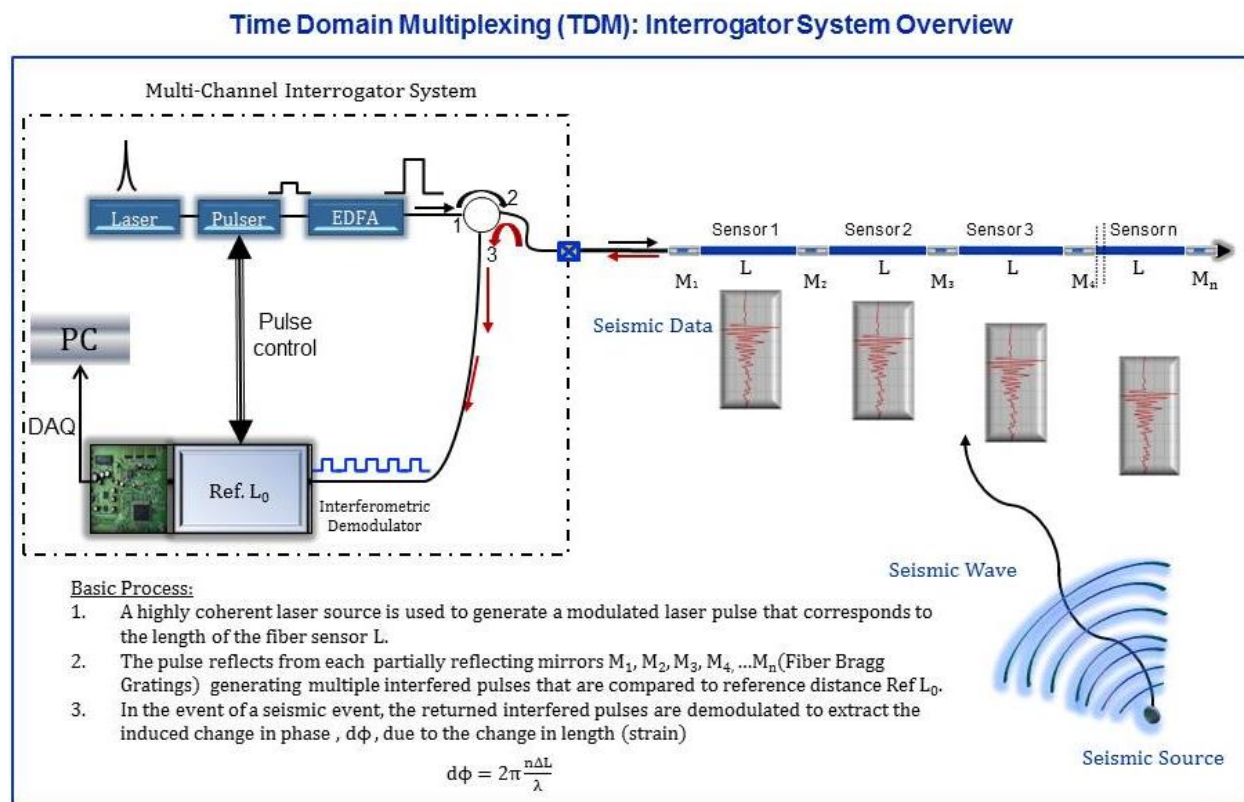 Time Domain Multiplexing (TDM): Interrogator System Overview
Multi-Channel Interrogator System
Laser
Pulser
EDFA
1
2
3
Sensor 1
Sensor 2
Sensor 3
Sensor n
L
L
L
L
M₁
M₂
M₃
M₄
Mₙ
Seismic Data
PC
Pulse
control
DAQ
Ref. L₀
Interferometric
Demodulator
Seismic Wave
Seismic Source
Basic Process:
1. A highly coherent laser source is used to generate a modulated laser pulse that corresponds to
the length of the fiber sensor L.
2. The pulse reflects from each partially reflecting mirrors M₁, M₂, M₃, M₄, ...Mₙ(Fiber Bragg
Gratings) generating multiple interfered pulses that are compared to reference distance Ref L₀.
3. In the event of a seismic event, the returned interfered pulses are demodulated to extract the
induced change in phase , dϕ, due to the change in length (strain)
dϕ = 2π nΔL/λ